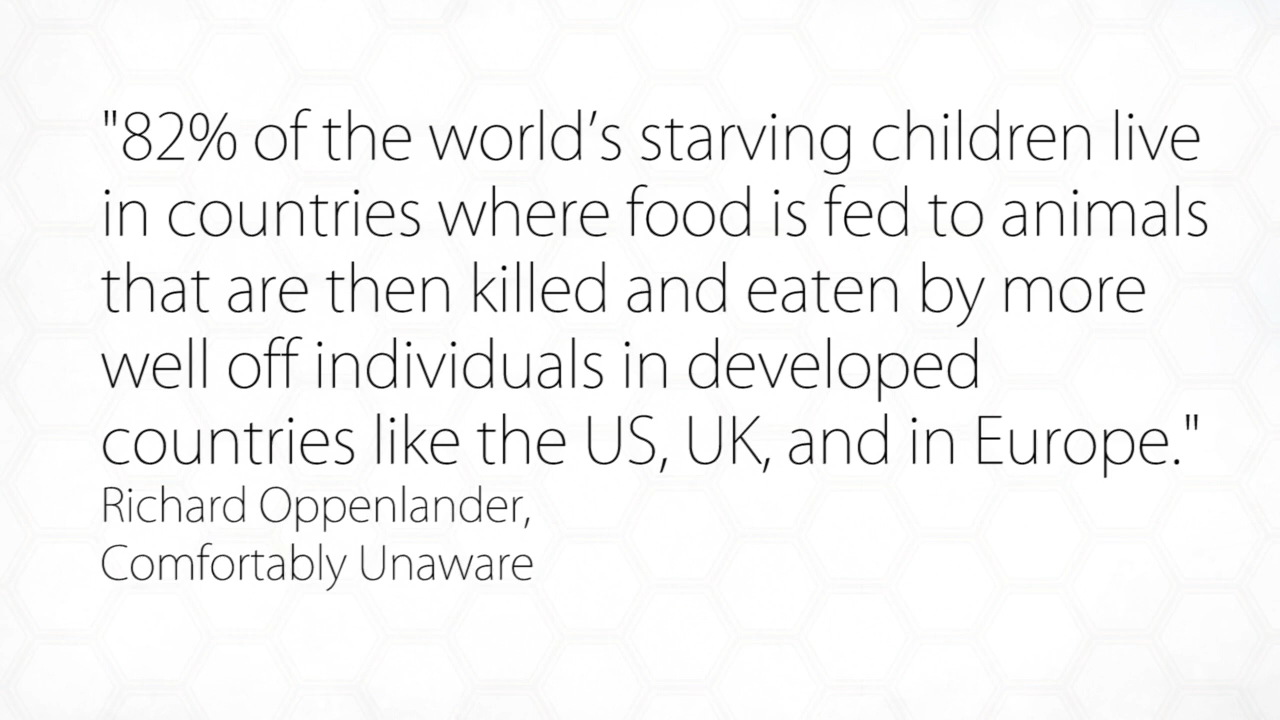 "82% of the world’s starving children live
in countries where food is fed to animals
that are then killed and eaten by more
well off individuals in developed
countries like the US, UK, and in Europe."
Richard Oppenlander,
Comfortably Unaware